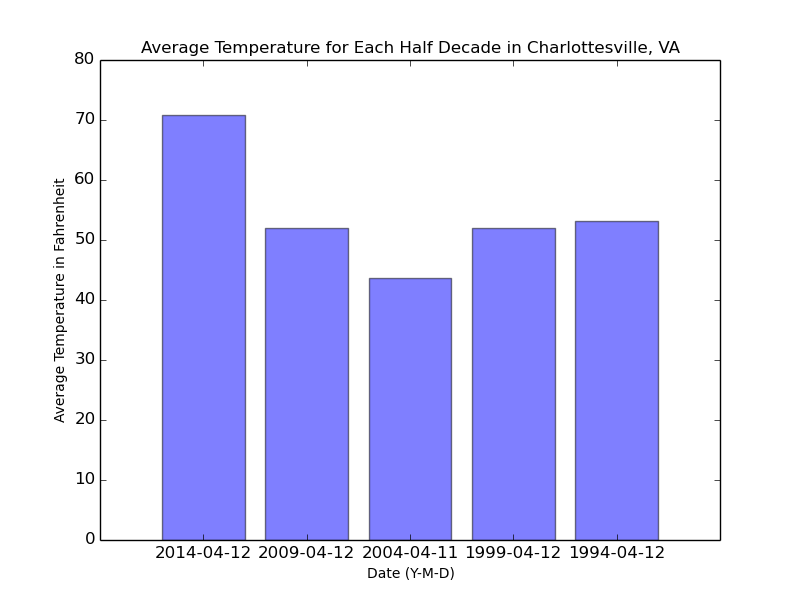 Average Temperature for Each Half Decade in Charlottesville, VA
80
70
60
50
40
30
20
10
0
Average Temperature in Fahrenheit
2014-04-12 2009-04-12 2004-04-11 1999-04-12 1994-04-12
Date (Y-M-D)